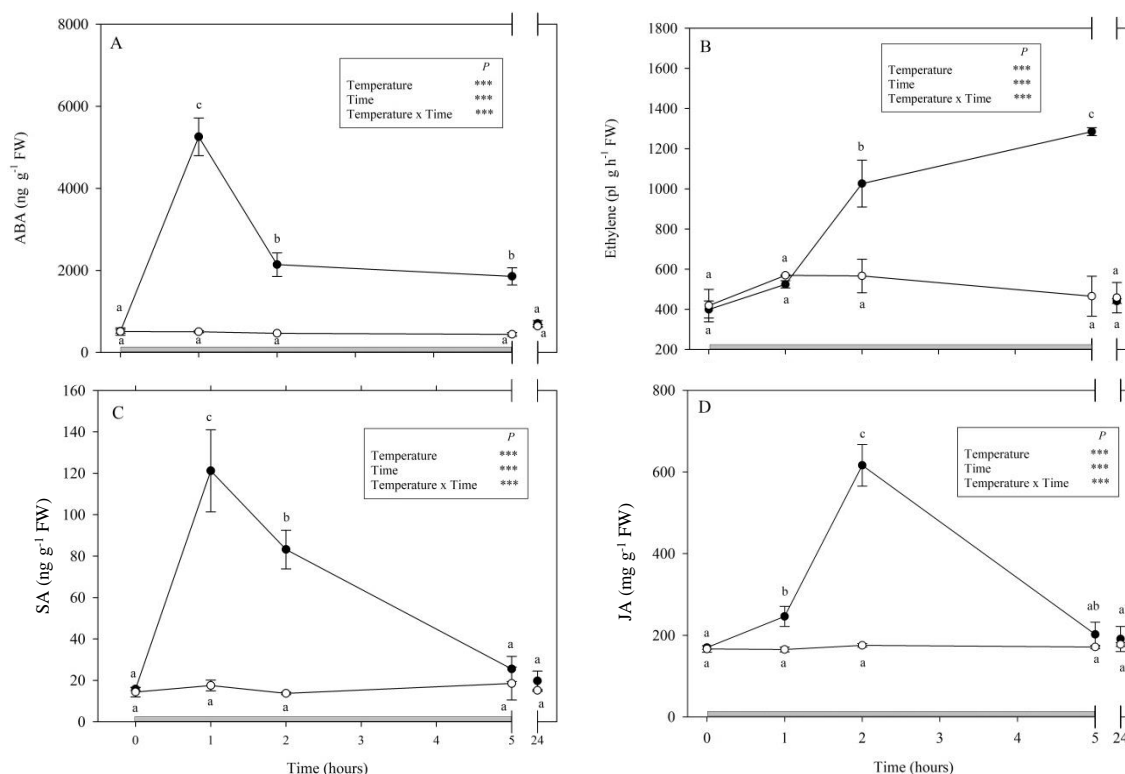 A
8000
6000
4000
2000
0
ABA (ng g⁻¹ FW)
P
Temperature ***
Time ***
Temperature x Time ***
c
b
b
a
a
a
a
a
a
a
B
1800
1600
1400
1200
1000
800
600
400
200
Ethylene (pl g h⁻¹ FW)
P
Temperature ***
Time ***
Temperature x Time ***
c
b
a
a
a
a
a
a
a
a
C
160
140
120
100
80
60
40
20
0
SA (ng g⁻¹ FW)
P
Temperature ***
Time ***
Temperature x Time ***
c
b
a
a
a
a
a
a
a
a
0 1 2 3 4 5 24
Time (hours)
D
800
600
400
200
0
JA (mg g⁻¹ FW)
P
Temperature ***
Time ***
Temperature x Time ***
c
b
ab
a
a
a
a
a
a
a
0 1 2 3 4 5 24
Time (hours)